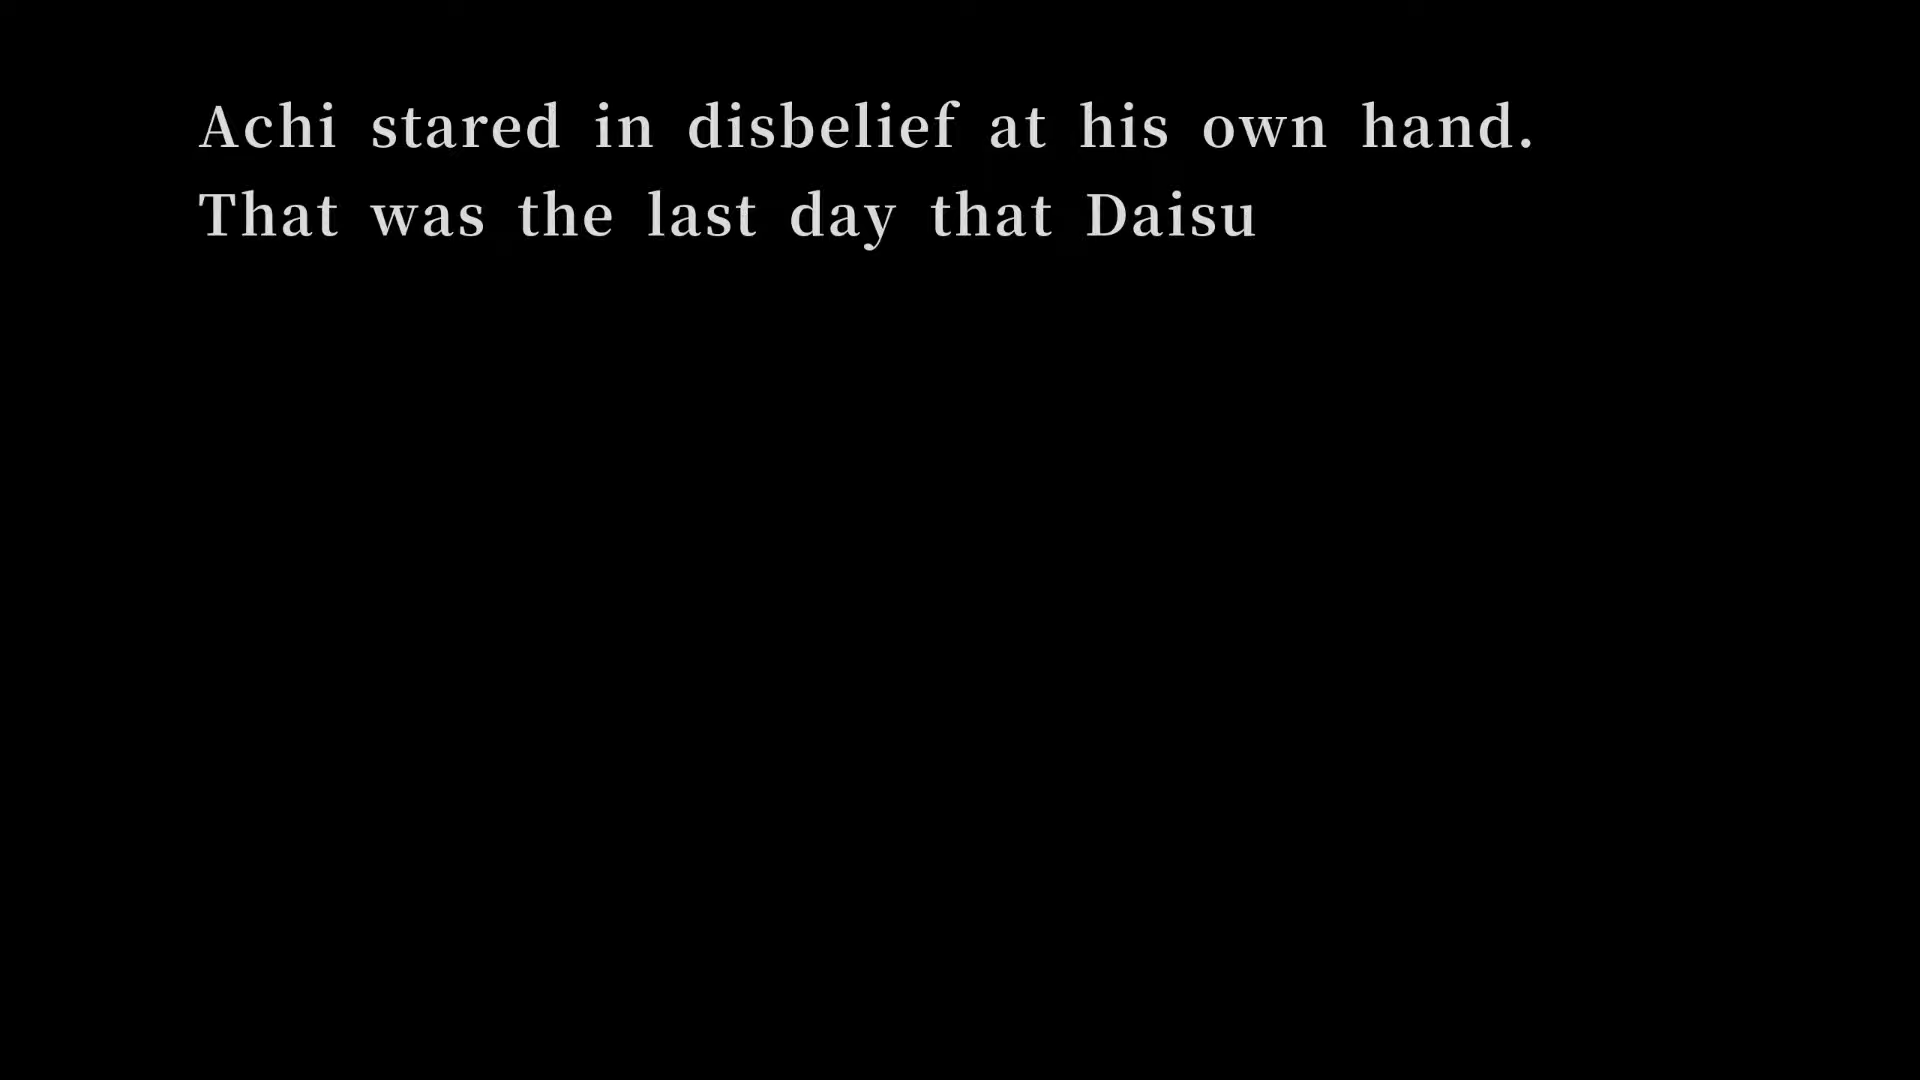 Achi stared in disbelief at his own hand.
That was the last day that Daisu